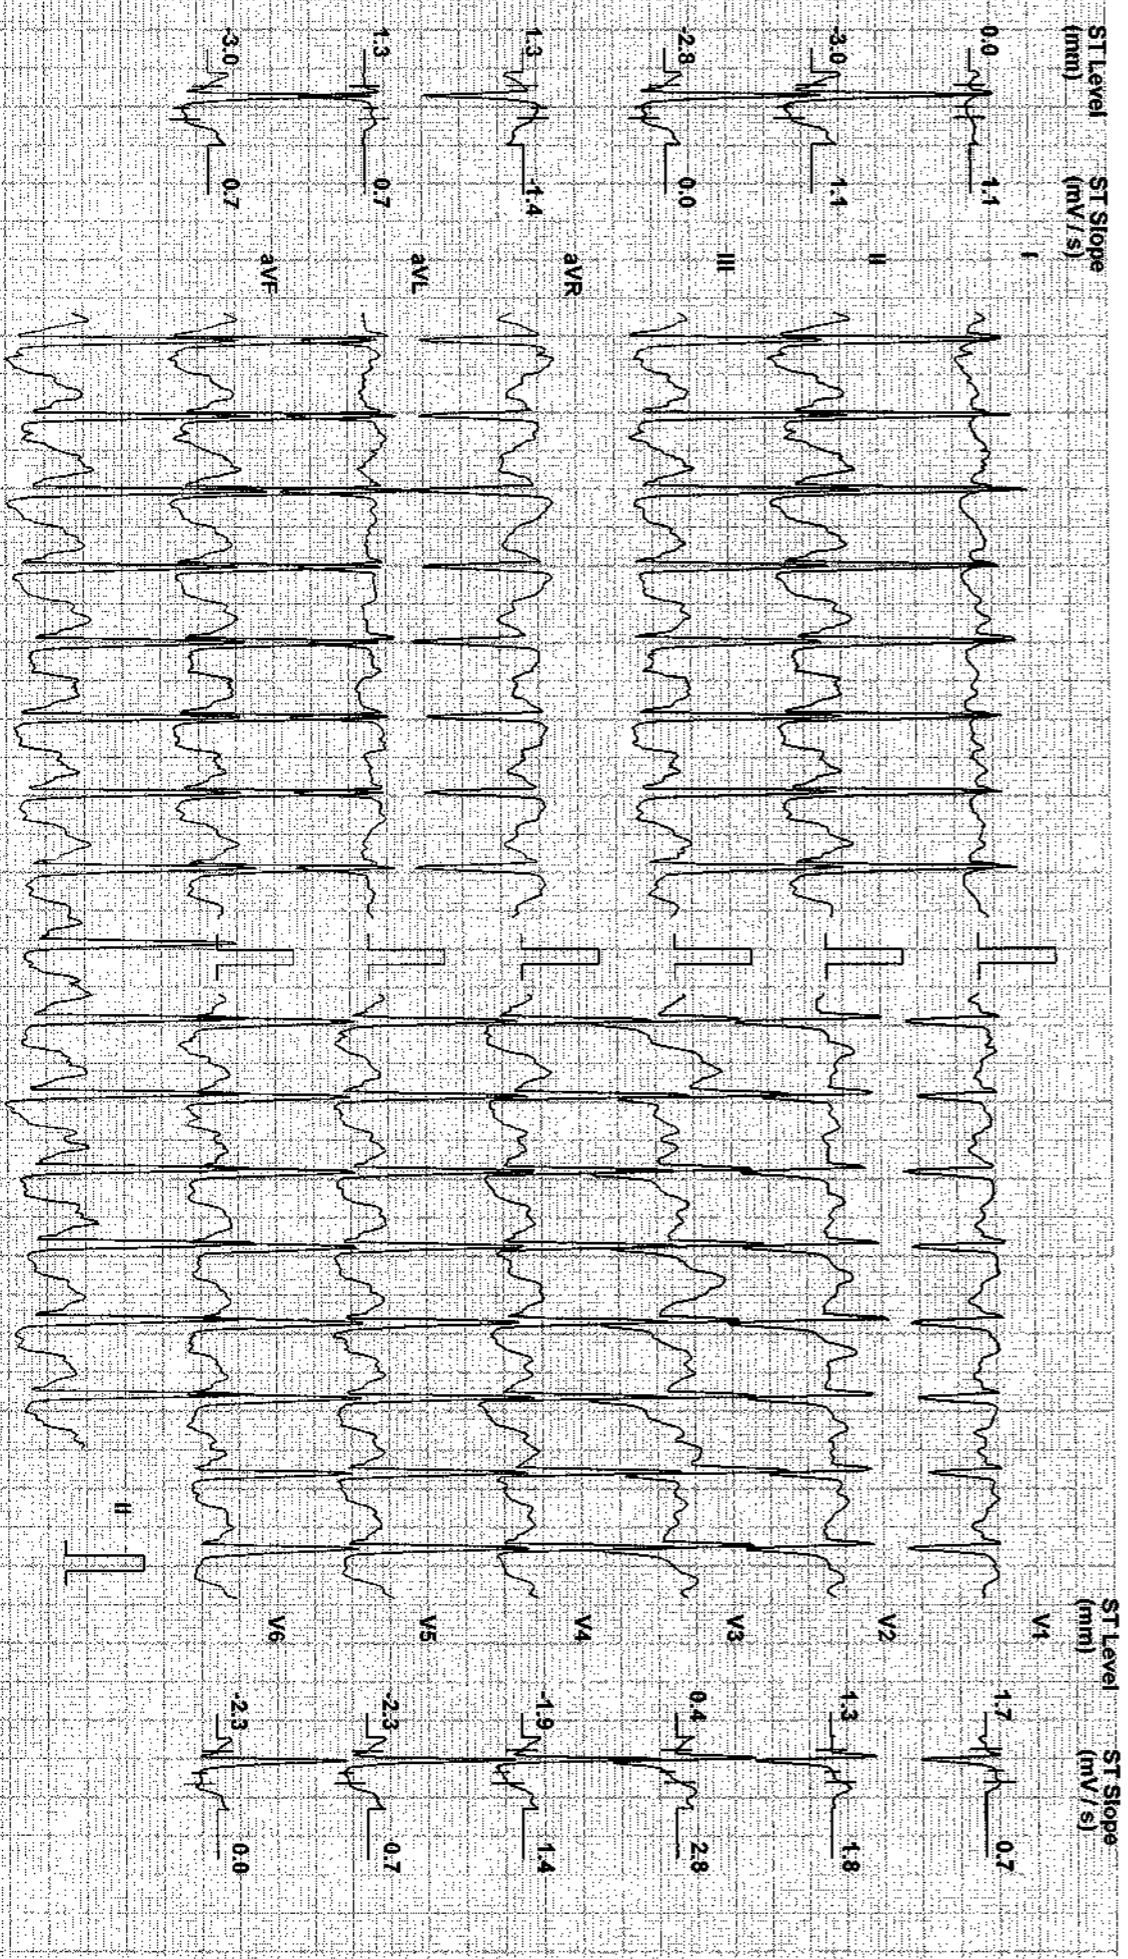 ST Level ST Slope
(mm) (mV / s)
I
0.0 1.1
II
-3.0 1.1
III
-2.8 0.0
aVR
1.3 -1.4
aVL
1.3 0.7
aVF
-3.0 0.7
ST Level ST Slope
(mm) (mV / s)
V1
1.7 0.7
V2
1.3 1.8
V3
0.4 2.8
V4
-1.9 1.4
V5
-2.3 0.7
V6
-2.3 0.0
II